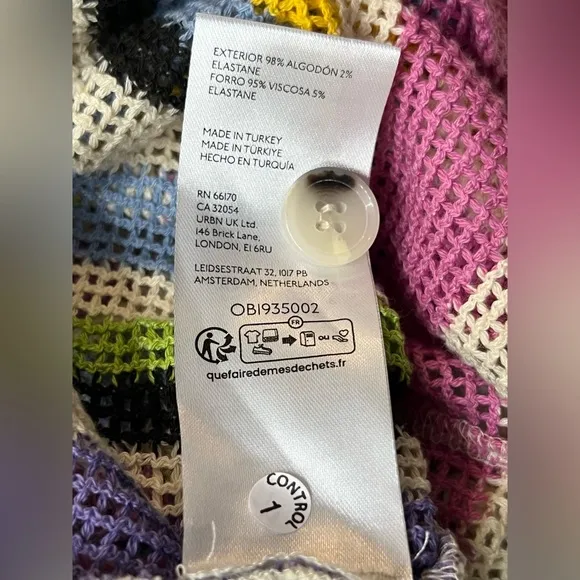 EXTERIOR 98% ALGODÓN 2%
ELASTANE
FORRO 95% VISCOSA 5%
ELASTANE
MADE IN TURKEY
MADE IN TÜRKIYE
HECHO EN TURQUÍA
RN 66170
CA 32054
URBN UK Ltd.
146 Brick Lane,
LONDON, E1 6RU
LEIDSESTRAAT 32, 1017 PB
AMSTERDAM, NETHERLANDS
OB1935002
FR
OU
quefairedemesdechets.fr
CONTROL
1